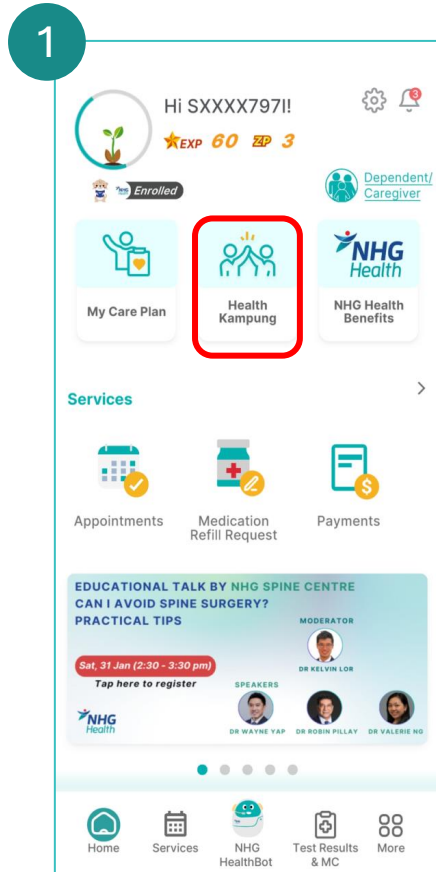 1
Hi SXXXX797I!
3
EXP 60 ZP 3
NHG Enrolled
Dependent/
Caregiver
My Care Plan
Health
Kampung
NHG
Health
NHG Health
Benefits
Services
Appointments
Medication
Refill Request
Payments
EDUCATIONAL TALK BY NHG SPINE CENTRE
CAN I AVOID SPINE SURGERY?
PRACTICAL TIPS
MODERATOR
DR KELVIN LOR
Sat, 31 Jan (2:30 - 3:30 pm)
Tap here to register
SPEAKERS
NHG
Health
DR WAYNE YAP
DR ROBIN PILLAY
DR VALERIE NG
Home
Services
NHG
HealthBot
Test Results
& MC
More